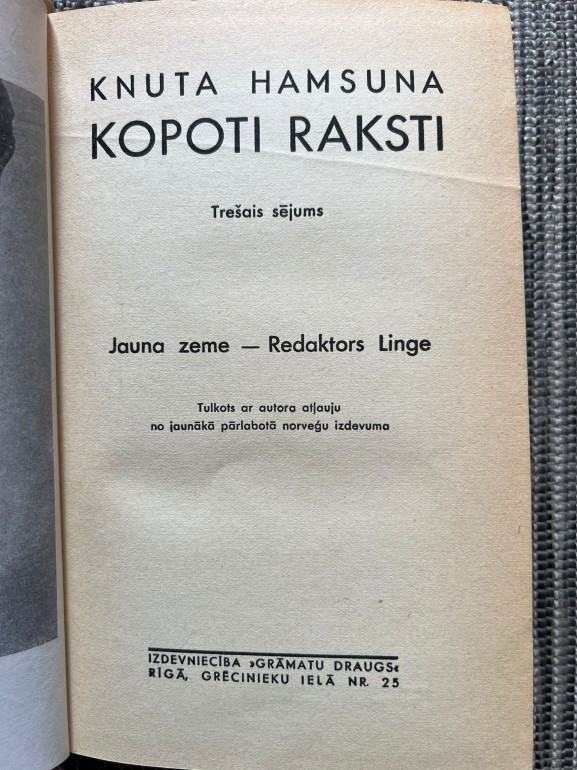 KNUTA HAMSUNA
KOPOTI RAKSTI
Trešais sējums
Jauna zeme — Redaktors Linge
Tulkots ar autora atļauju
no jaunākā pārlabotā norveģu izdevuma
IZDEVNIECĪBA »GRĀMATU DRAUGS«
RĪGĀ, GRĒCINIEKU IELĀ NR. 25